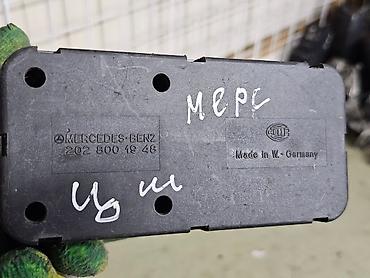 мерс
MERCEDES-BENZ
202 800 19 48
HELLA
Made in W.-Germany
Цз ш